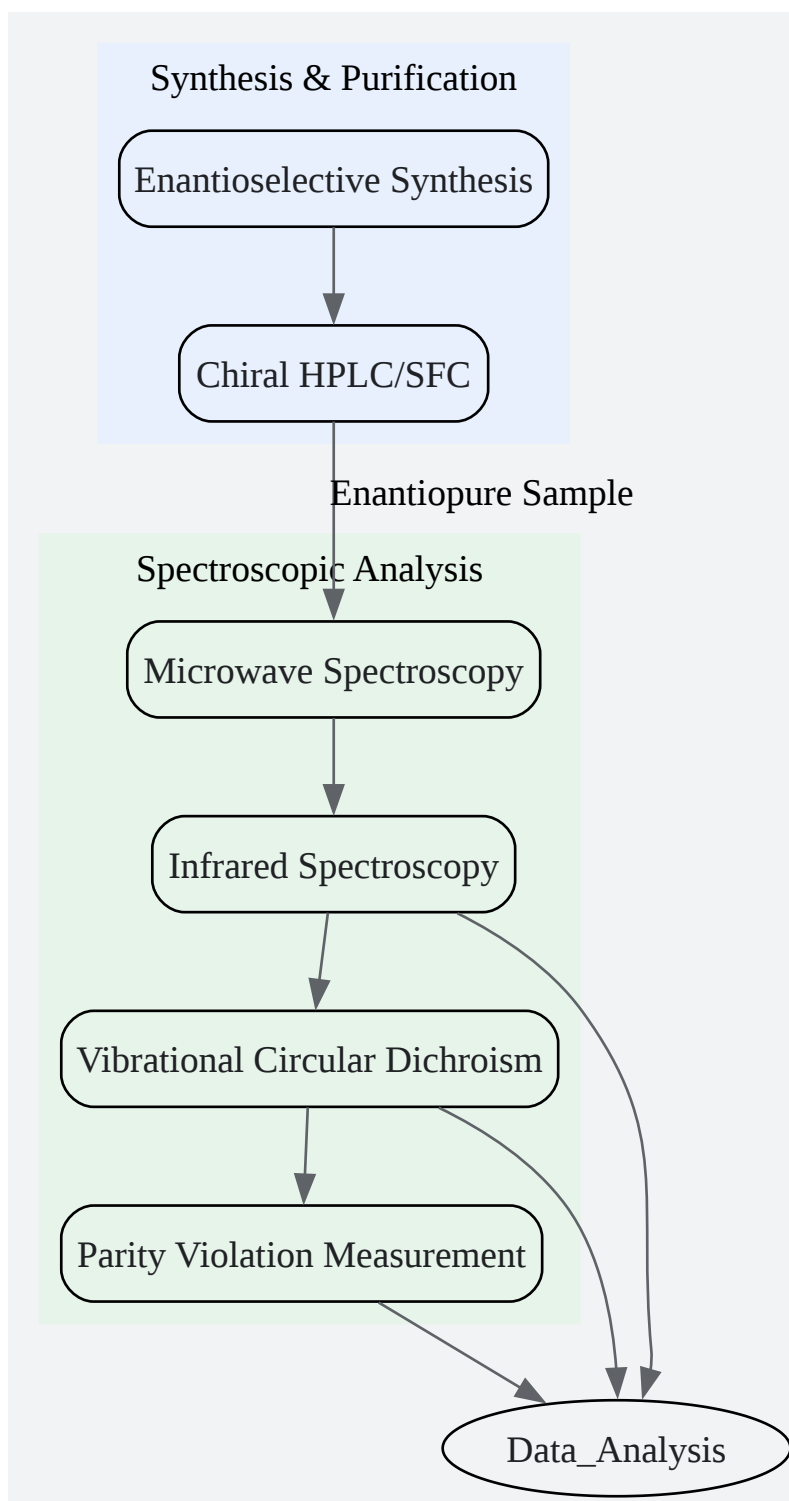 Synthesis & Purification
Enantioselective Synthesis
Chiral HPLC/SFC
Enantiopure Sample
Spectroscopic Analysis
Microwave Spectroscopy
Infrared Spectroscopy
Vibrational Circular Dichroism
Parity Violation Measurement
Data_Analysis